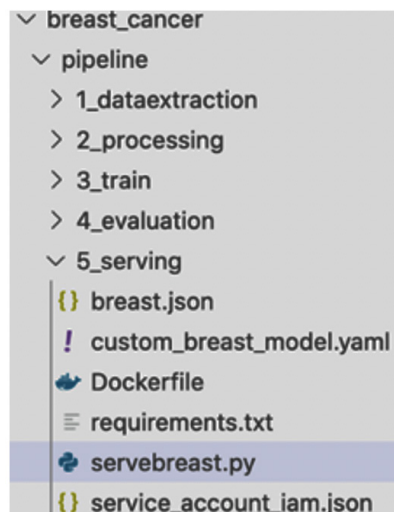 breast_cancer
pipeline
1_dataextraction
2_processing
3_train
4_evaluation
5_serving
{} breast.json
! custom_breast_model.yaml
Dockerfile
requirements.txt
servebreast.py
{} service_account_iam.json